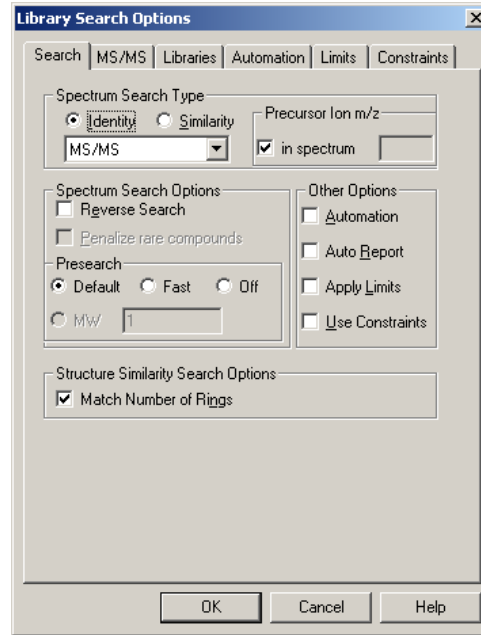 Library Search Options
Search MS/MS Libraries Automation Limits Constraints
Spectrum Search Type
Identity Similarity
MS/MS
Precursor Ion m/z
in spectrum
Spectrum Search Options
Reverse Search
Penalize rare compounds
Presearch
Default Fast Off
MW 1
Other Options
Automation
Auto Report
Apply Limits
Use Constraints
Structure Similarity Search Options
Match Number of Rings
OK Cancel Help